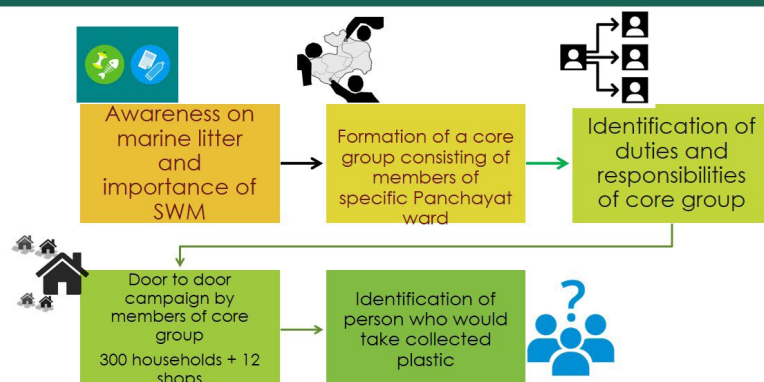 Awareness on
marine litter
and
importance of
SWM
Formation of a core
group consisting of
members of
specific Panchayat
ward
Identification of
duties and
responsibilities
of core group
Door to door
campaign by
members of core
group
300 households + 12
shops
Identification of
person who would
take collected
plastic
?